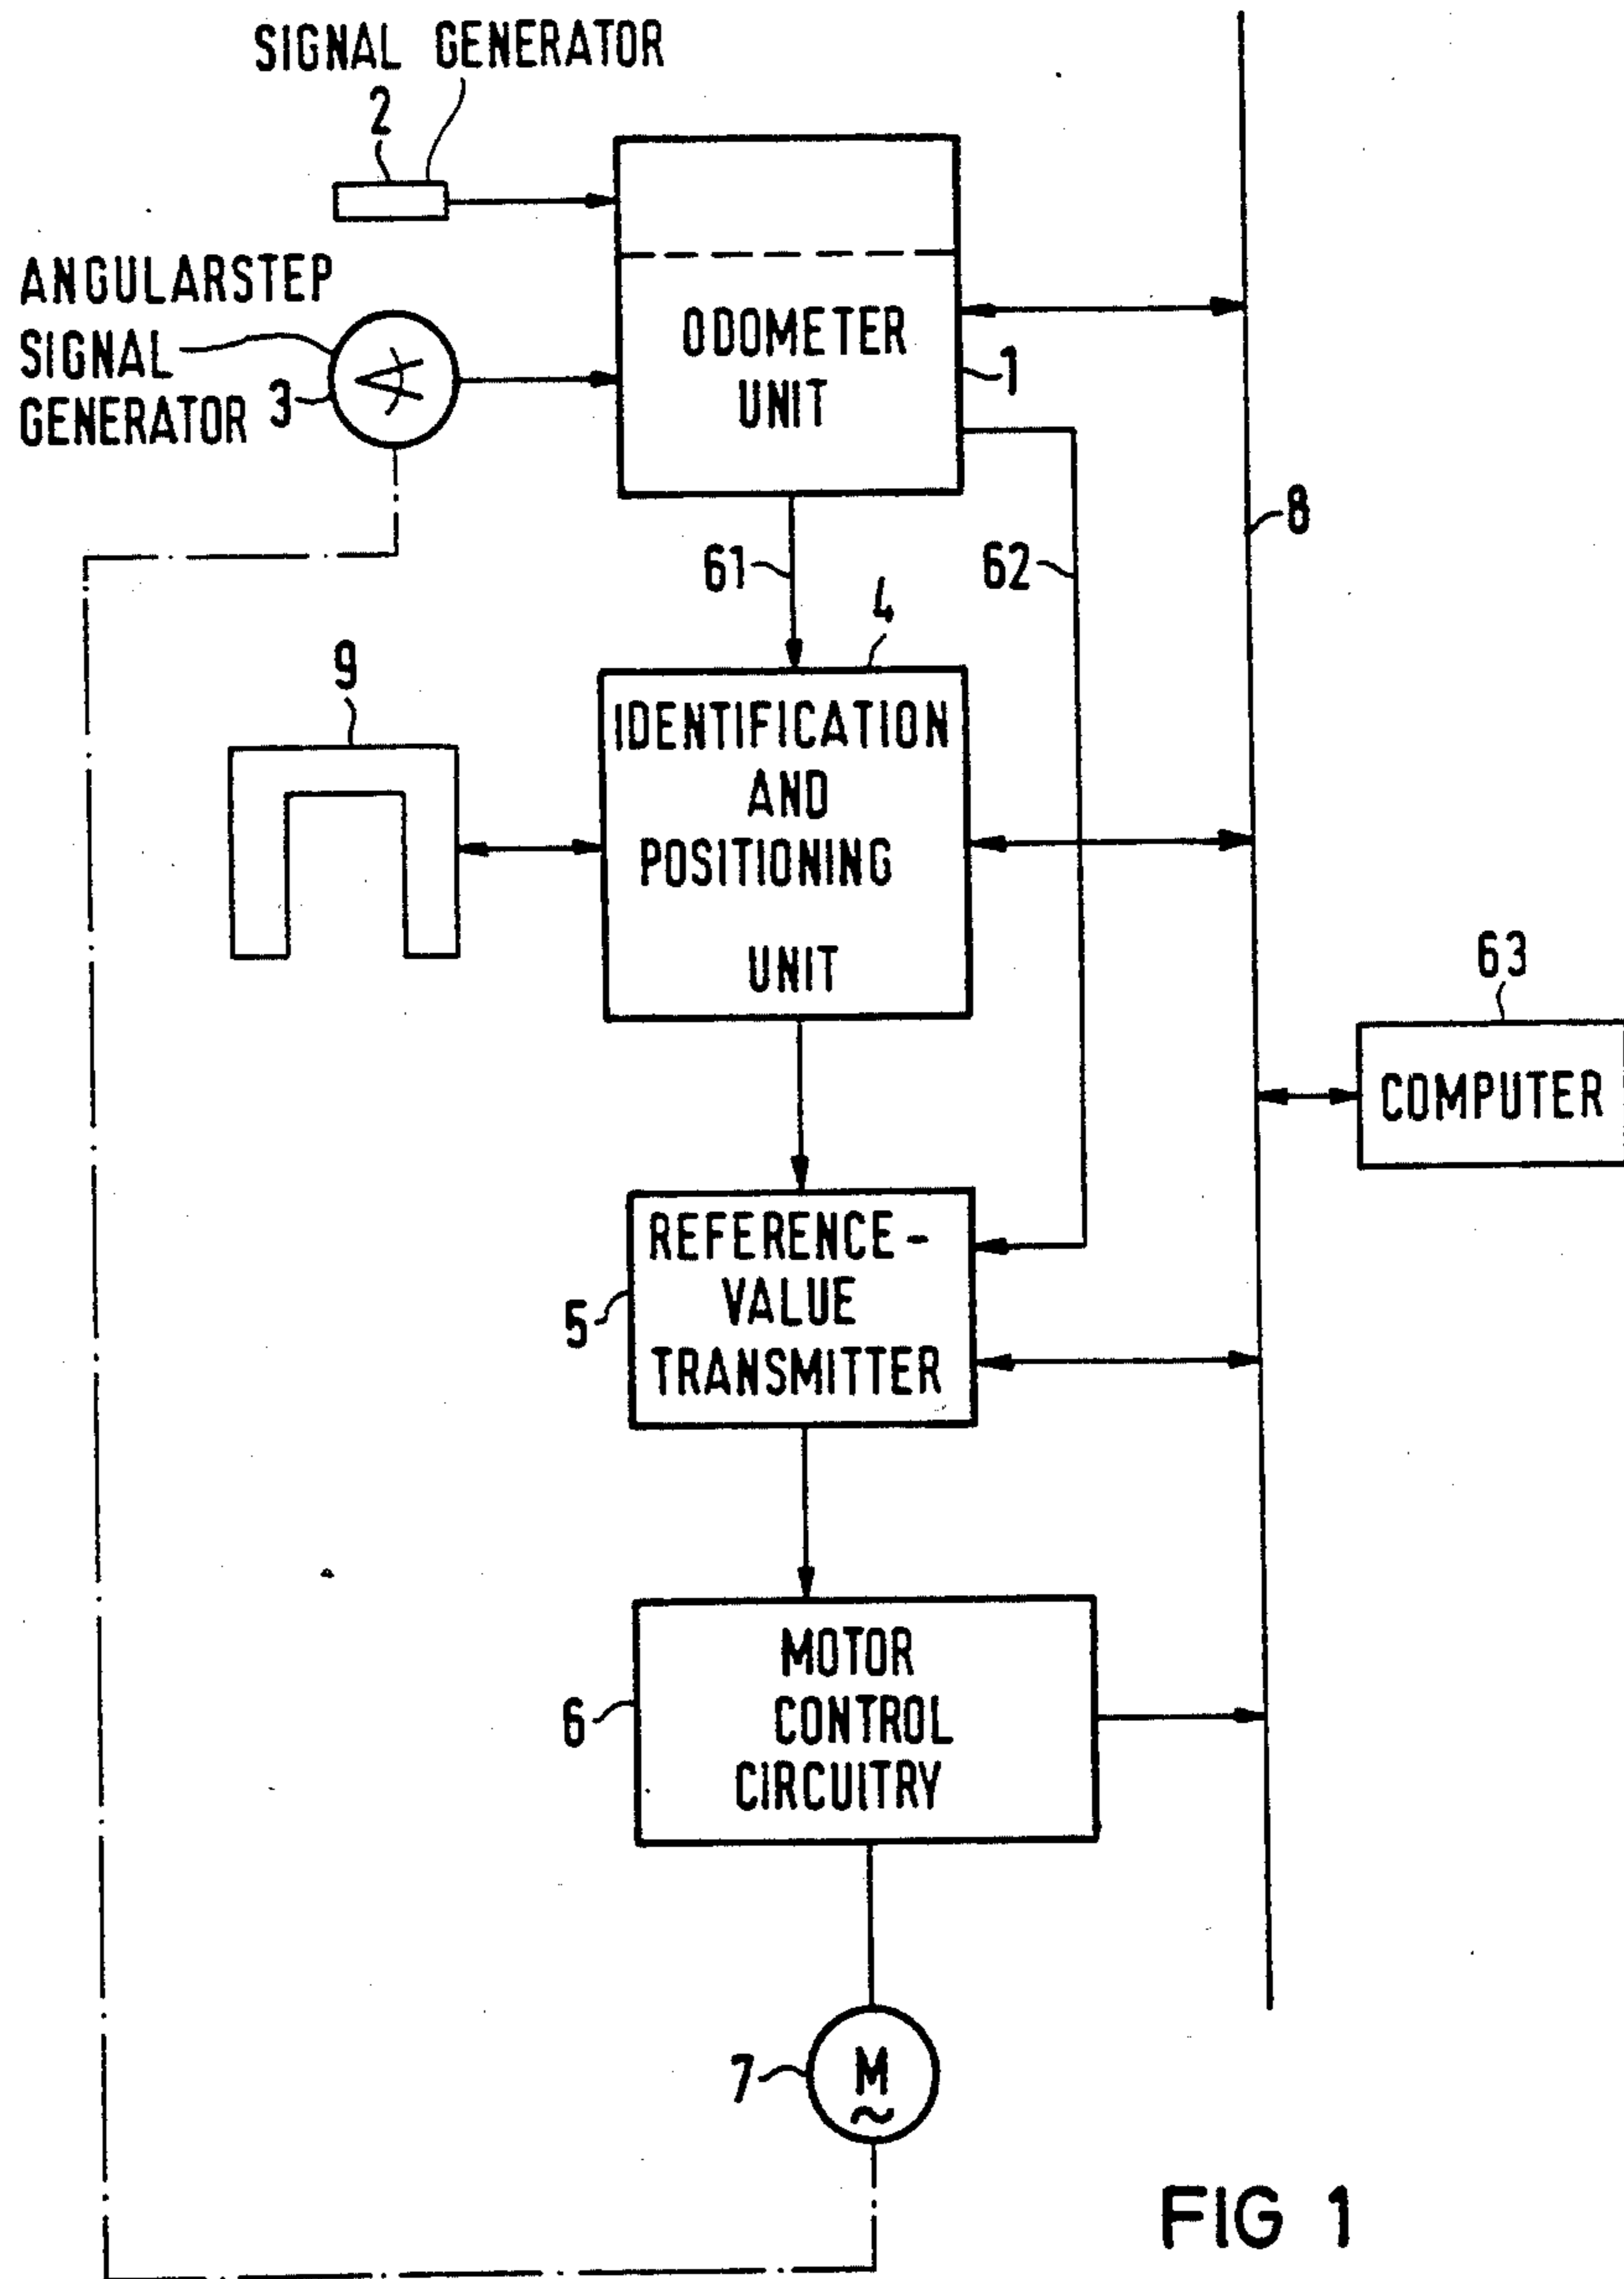 SIGNAL GENERATOR
2
ANGULARSTEP
SIGNAL
GENERATOR 3
ODOMETER
UNIT
1
8
61
62
4
9
IDENTIFICATION
AND
POSITIONING
UNIT
63
COMPUTER
REFERENCE-
VALUE
TRANSMITTER
5
MOTOR
CONTROL
CIRCUITRY
6
7
M
~
FIG 1